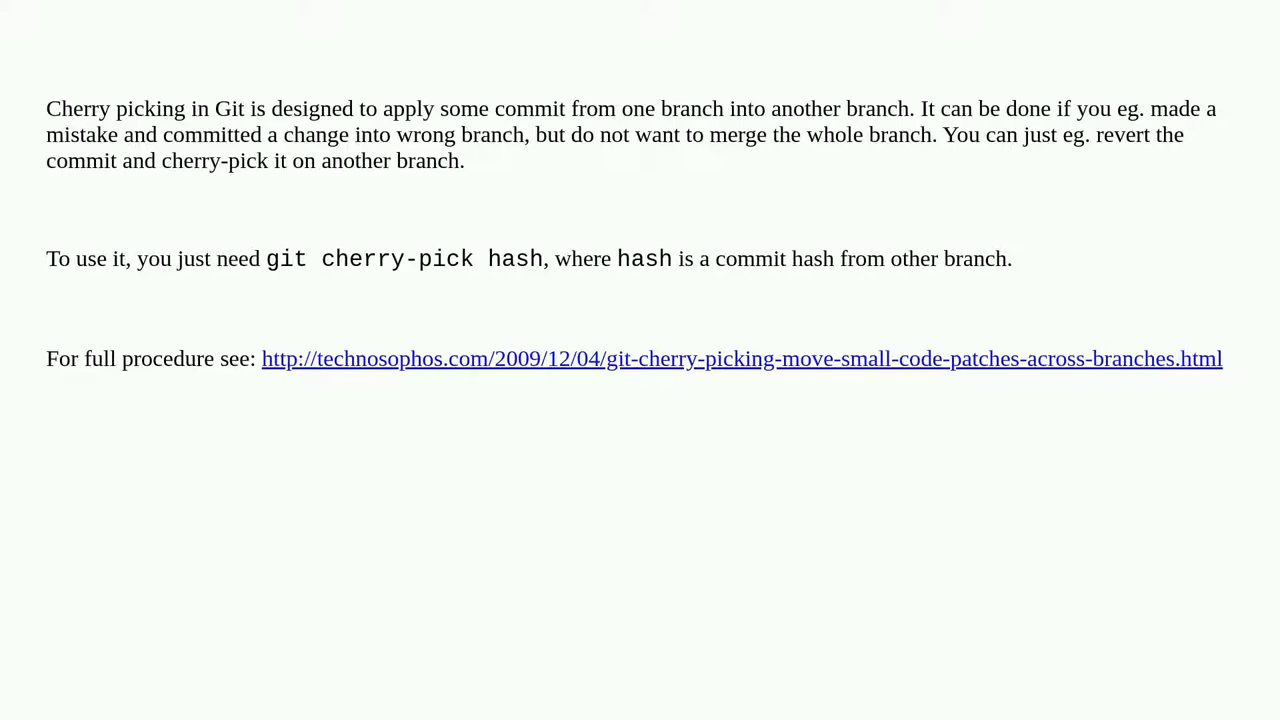 Cherry picking in Git is designed to apply some commit from one branch into another branch. It can be done if you eg. made a
mistake and committed a change into wrong branch, but do not want to merge the whole branch. You can just eg. revert the
commit and cherry-pick it on another branch.
To use it, you just need git cherry-pick hash, where hash is a commit hash from other branch.
For full procedure see: http://technosophos.com/2009/12/04/git-cherry-picking-move-small-code-patches-across-branches.html